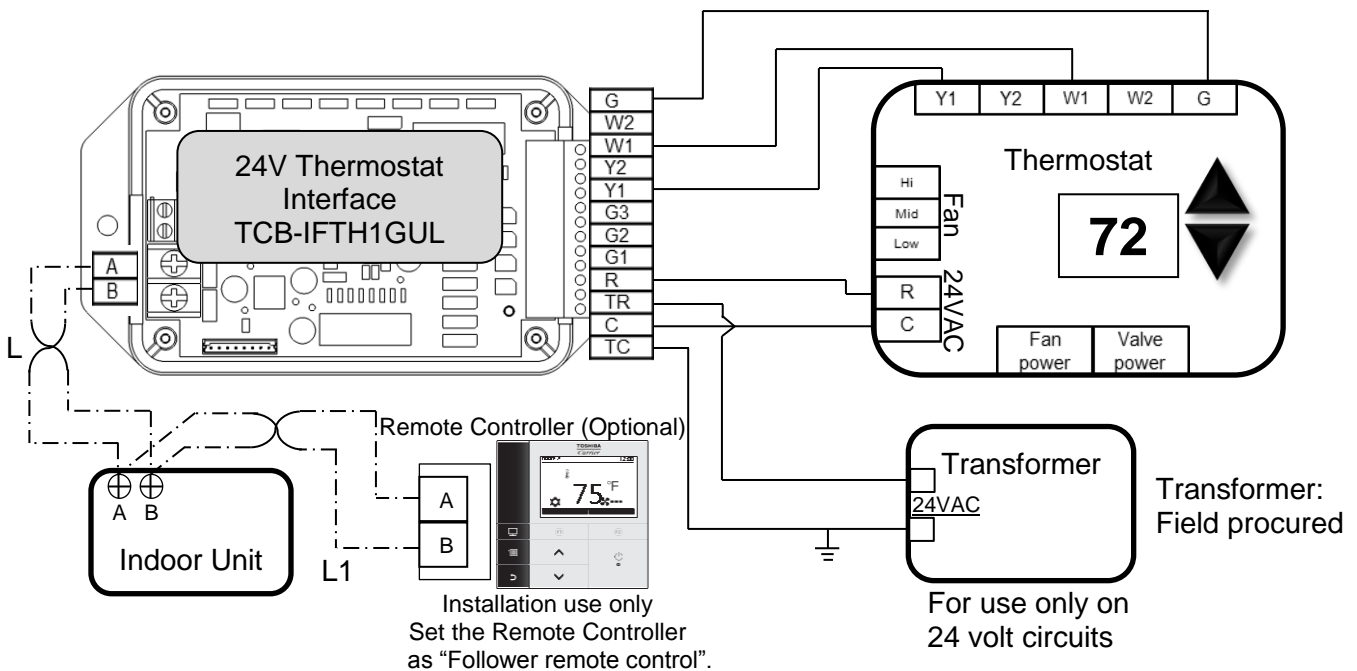 G
W2
W1
Y2
Y1
G3
G2
G1
R
TR
C
TC
24V Thermostat
Interface
TCB-IFTH1GUL
A
B
L
Y1
Y2
W1
W2
G
Thermostat
Hi
Mid
Low
Fan
72
R
C
24VAC
Fan
power
Valve
power
Remote Controller (Optional)
TOSHIBA
Carrier
12:00
75 °F
A
B
Indoor Unit
L1
A
B
Installation use only
Set the Remote Controller
as “Follower remote control”.
Transformer
24VAC
Transformer:
Field procured
For use only on
24 volt circuits